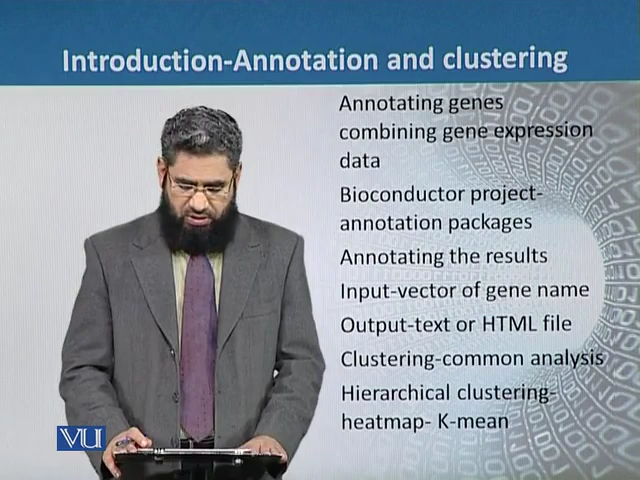 Introduction-Annotation and clustering
Annotating genes
combining gene expression
data
Bioconductor project-
annotation packages
Annotating the results
Input-vector of gene name
Output-text or HTML file
Clustering-common analysis
Hierarchical clustering-
heatmap- K-mean
VU